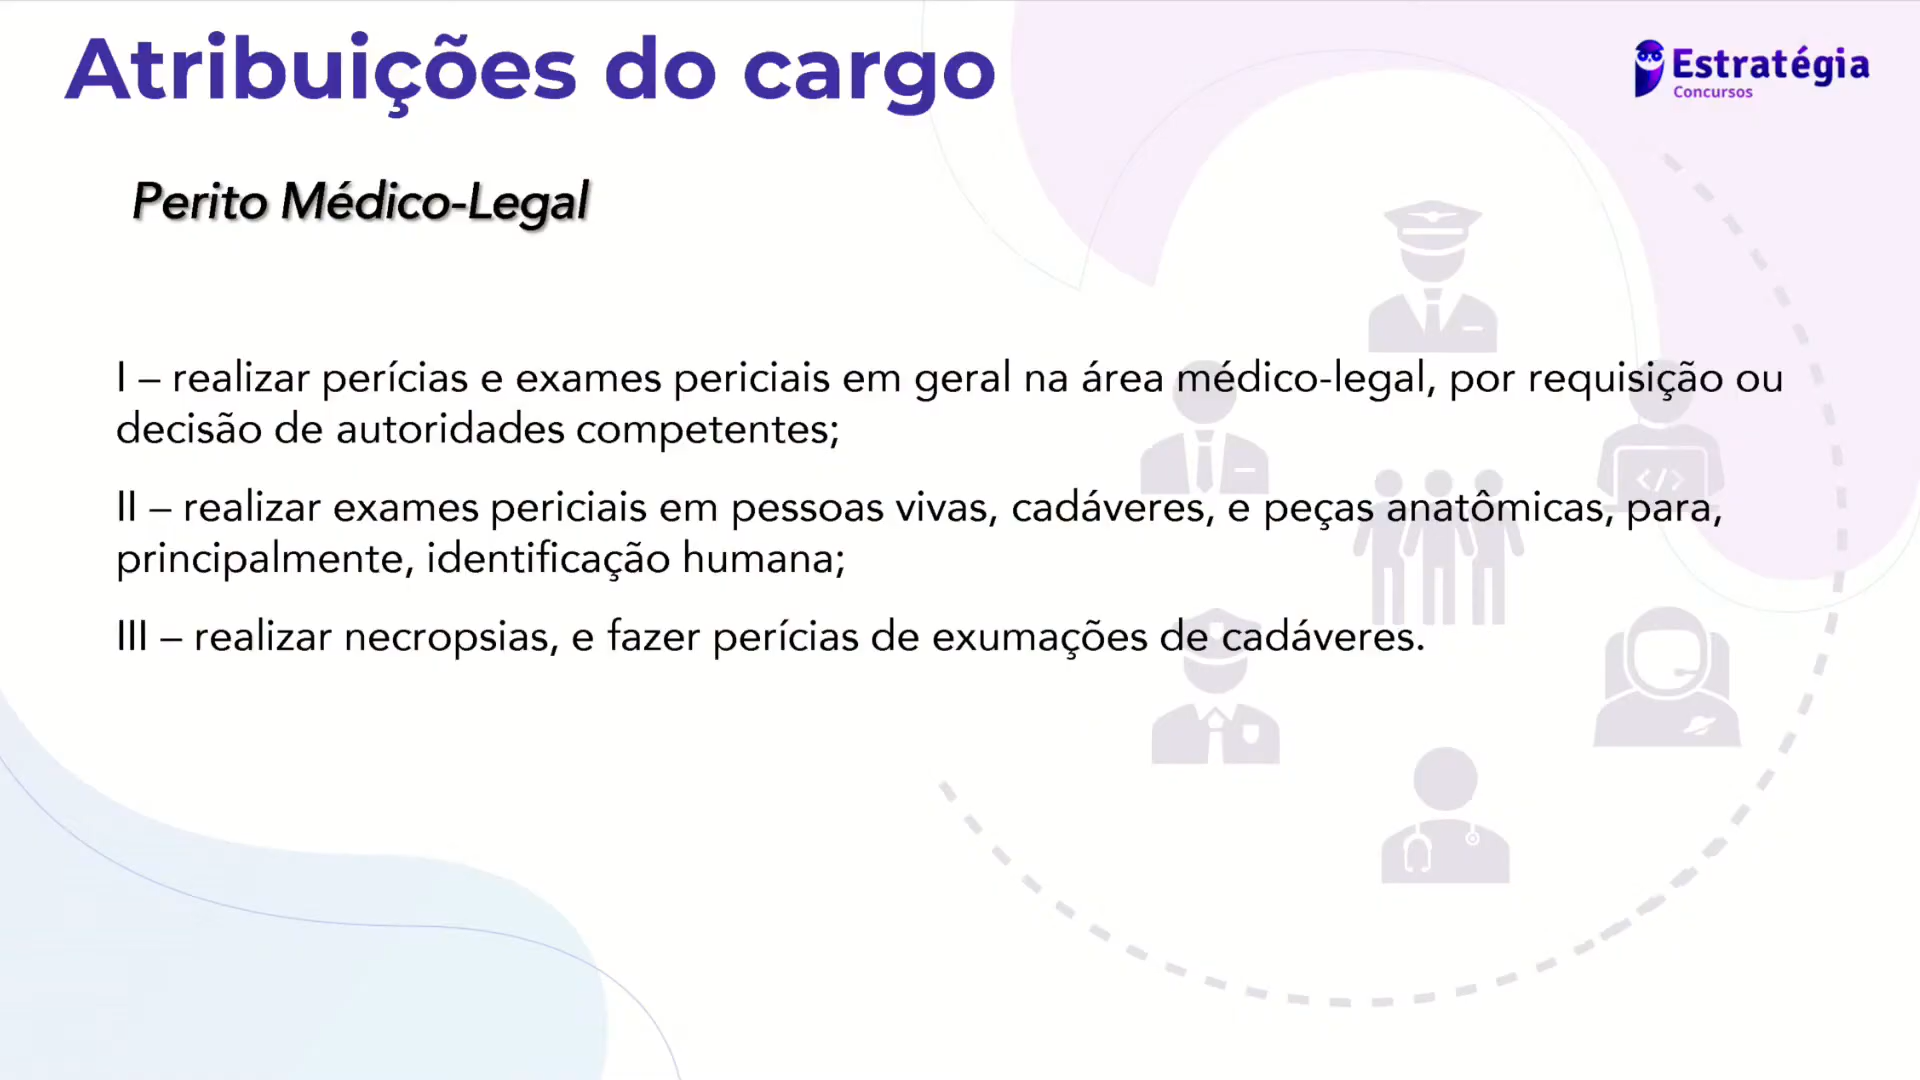 Atribuições do cargo
Estratégia
Concursos
Perito Médico-Legal
I – realizar perícias e exames periciais em geral na área médico-legal, por requisição ou
decisão de autoridades competentes;
II – realizar exames periciais em pessoas vivas, cadáveres, e peças anatômicas, para,
principalmente, identificação humana;
III – realizar necropsias, e fazer perícias de exumações de cadáveres.
</>